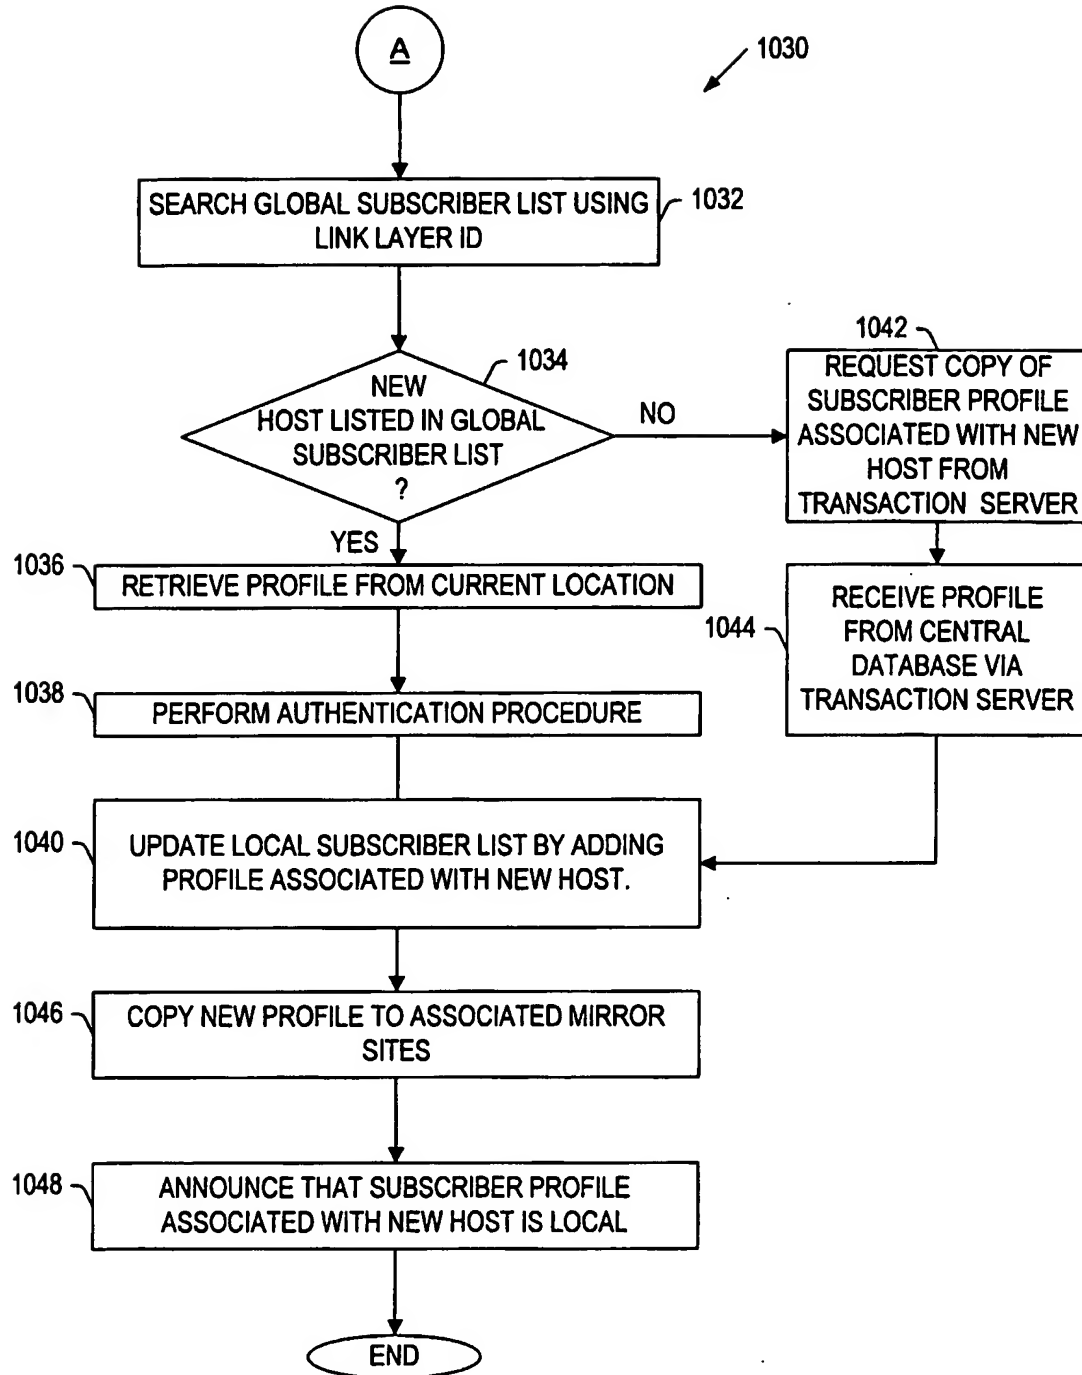 A
1030
SEARCH GLOBAL SUBSCRIBER LIST USING
LINK LAYER ID
1032
1034
NEW
HOST LISTED IN GLOBAL
SUBSCRIBER LIST
?
NO
YES
1042
REQUEST COPY OF
SUBSCRIBER PROFILE
ASSOCIATED WITH NEW
HOST FROM
TRANSACTION SERVER
1036
RETRIEVE PROFILE FROM CURRENT LOCATION
1044
RECEIVE PROFILE
FROM CENTRAL
DATABASE VIA
TRANSACTION SERVER
1038
PERFORM AUTHENTICATION PROCEDURE
1040
UPDATE LOCAL SUBSCRIBER LIST BY ADDING
PROFILE ASSOCIATED WITH NEW HOST.
1046
COPY NEW PROFILE TO ASSOCIATED MIRROR
SITES
1048
ANNOUNCE THAT SUBSCRIBER PROFILE
ASSOCIATED WITH NEW HOST IS LOCAL
END